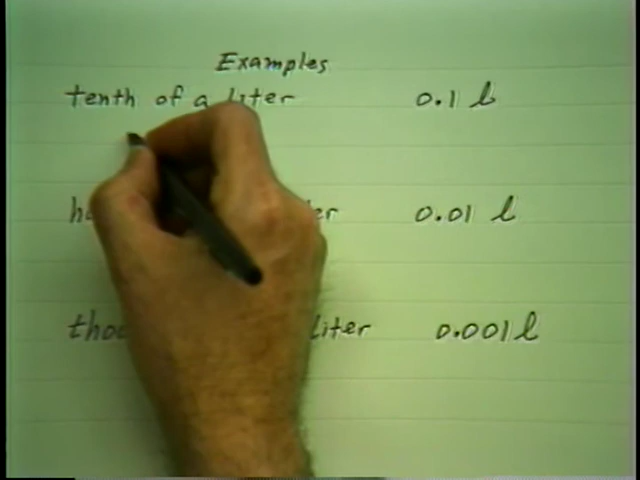 Examples
tenth of a liter 0.1 l
0.01 l
liter 0.001 l